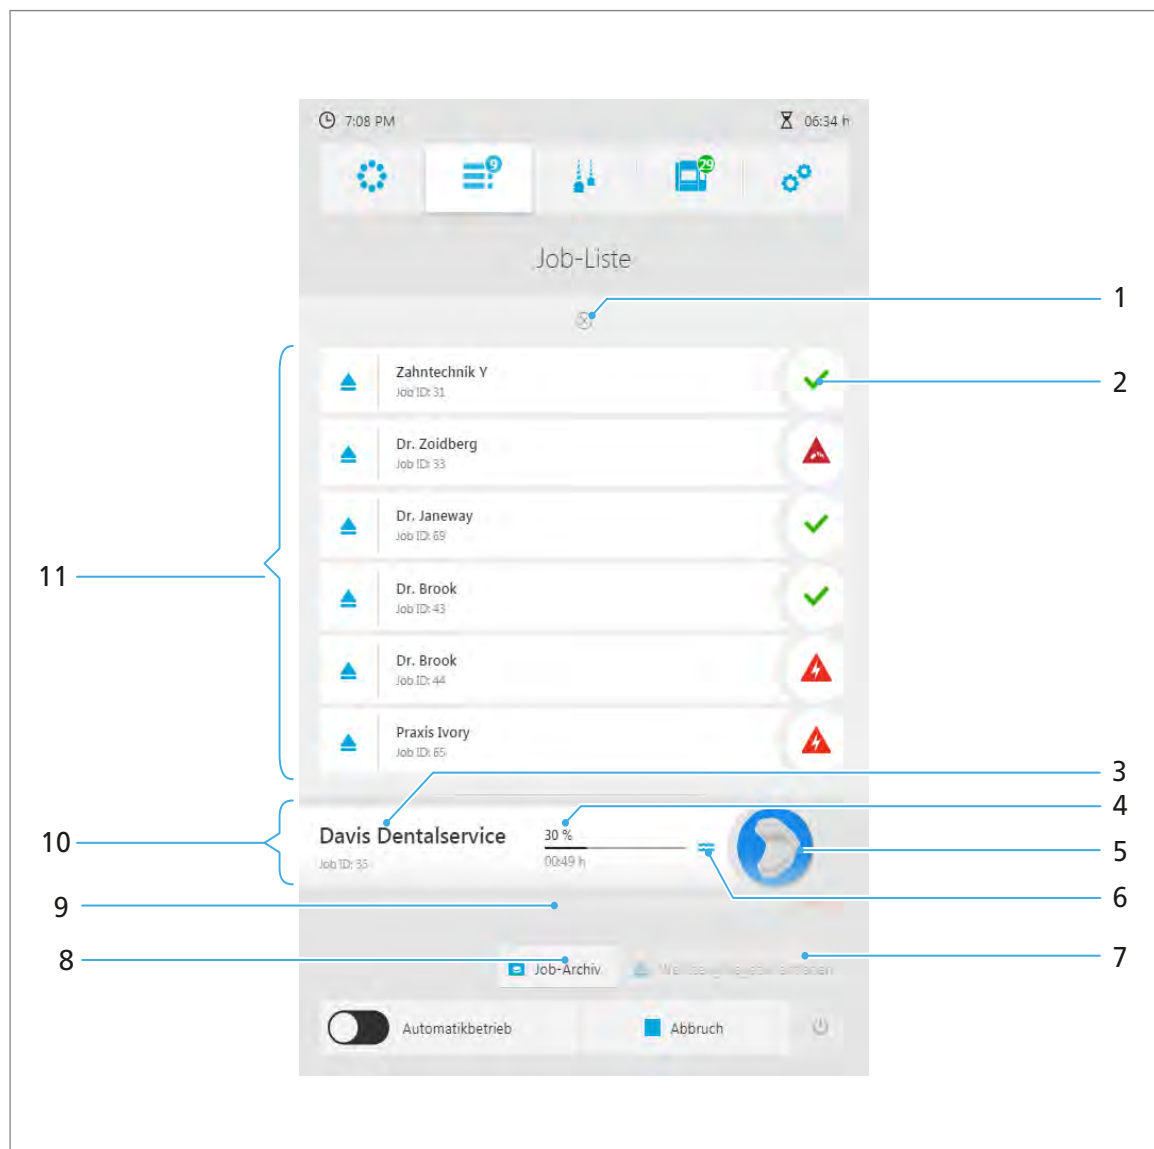 7:08 PM
06:34 h
9
29
Job-Liste
1
Zahntechnik Y
Job ID: 31
2
Dr. Zoidberg
Job ID: 33
Dr. Janeway
Job ID: 69
11
Dr. Brook
Job ID: 43
Dr. Brook
Job ID: 44
Praxis Ivory
Job ID: 65
3
4
10
Davis Dentalservice
30 %
5
Job ID: 35
00:49 h
6
9
8
Job-Archiv
7
Automatikbetrieb
Abbruch